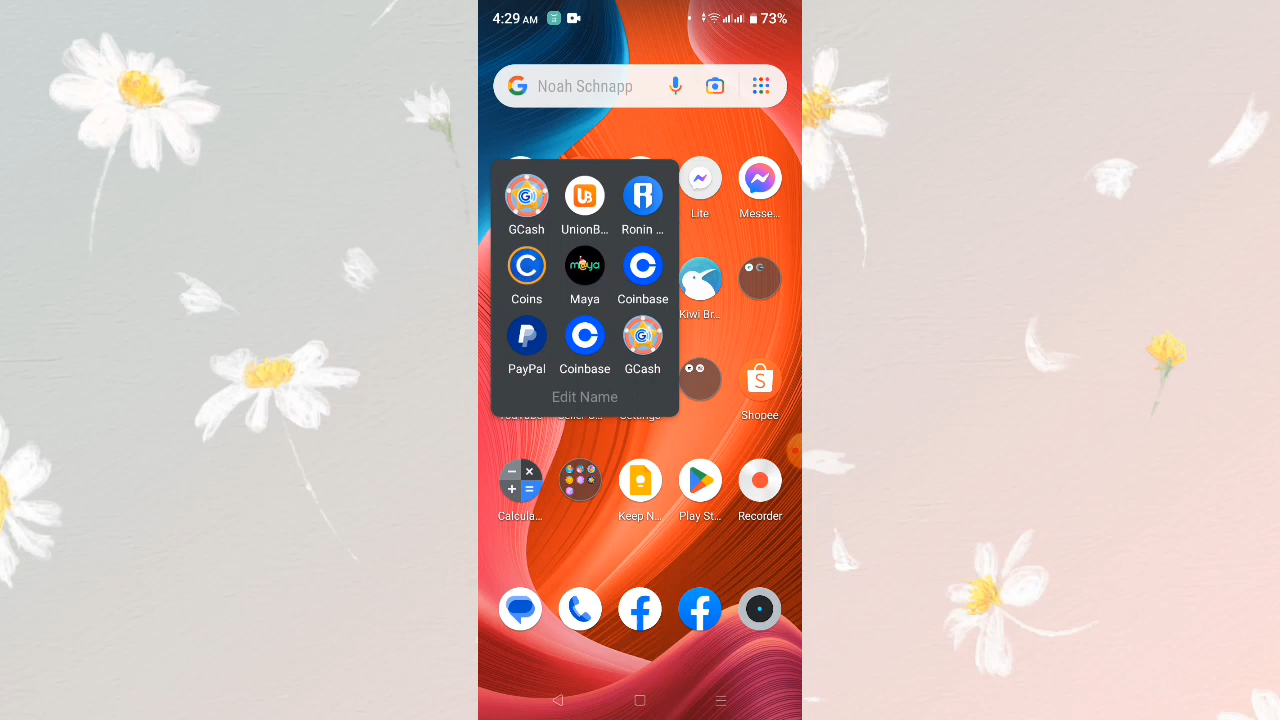 4:29 AM
73%
Noah Schnapp
GCash
UnionB...
Ronin ...
Lite
Messe...
Coins
Maya
Coinbase
Kiwi Br...
PayPal
Coinbase
GCash
Edit Name
Shopee
Calcula...
Keep N...
Play St...
Recorder